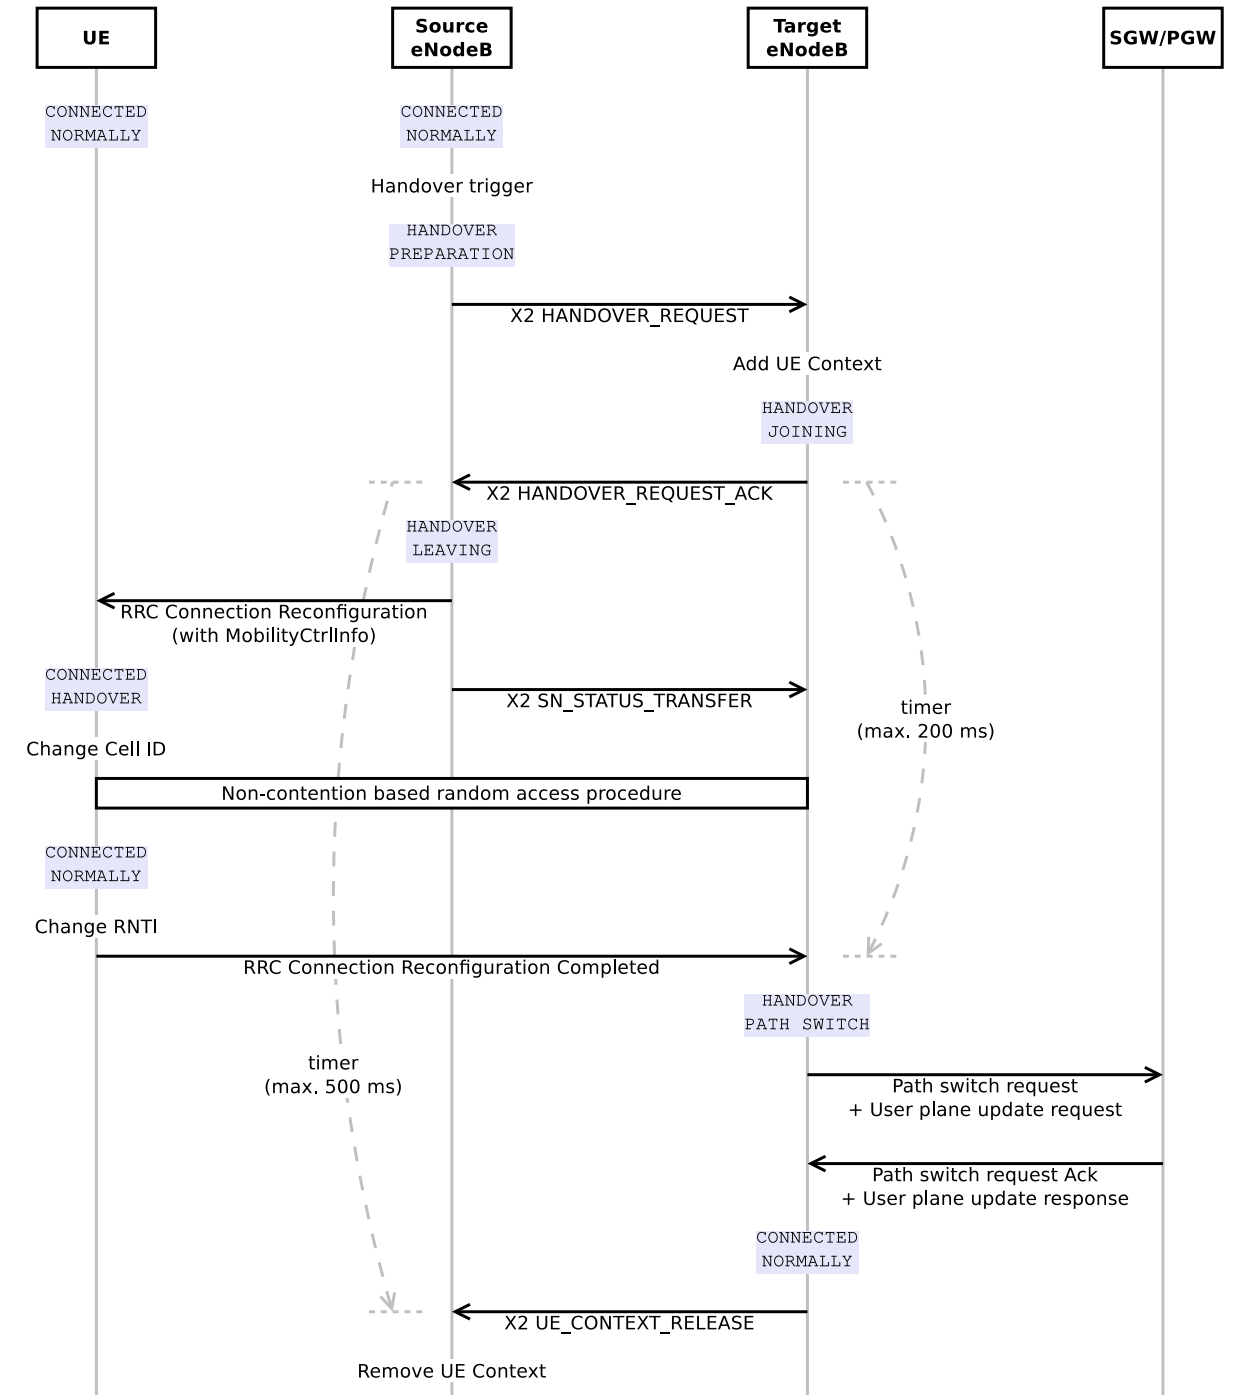 UE
Source
eNodeB
Target
eNodeB
SGW/PGW
CONNECTED
NORMALLY
CONNECTED
NORMALLY
Handover trigger
HANDOVER
PREPARATION
X2 HANDOVER_REQUEST
Add UE Context
HANDOVER
JOINING
X2 HANDOVER_REQUEST_ACK
HANDOVER
LEAVING
RRC Connection Reconfiguration
(with MobilityCtrlInfo)
CONNECTED
HANDOVER
X2 SN_STATUS_TRANSFER
timer
(max. 200 ms)
Change Cell ID
Non-contention based random access procedure
CONNECTED
NORMALLY
Change RNTI
RRC Connection Reconfiguration Completed
HANDOVER
PATH SWITCH
timer
(max. 500 ms)
Path switch request
+ User plane update request
Path switch request Ack
+ User plane update response
CONNECTED
NORMALLY
X2 UE_CONTEXT_RELEASE
Remove UE Context